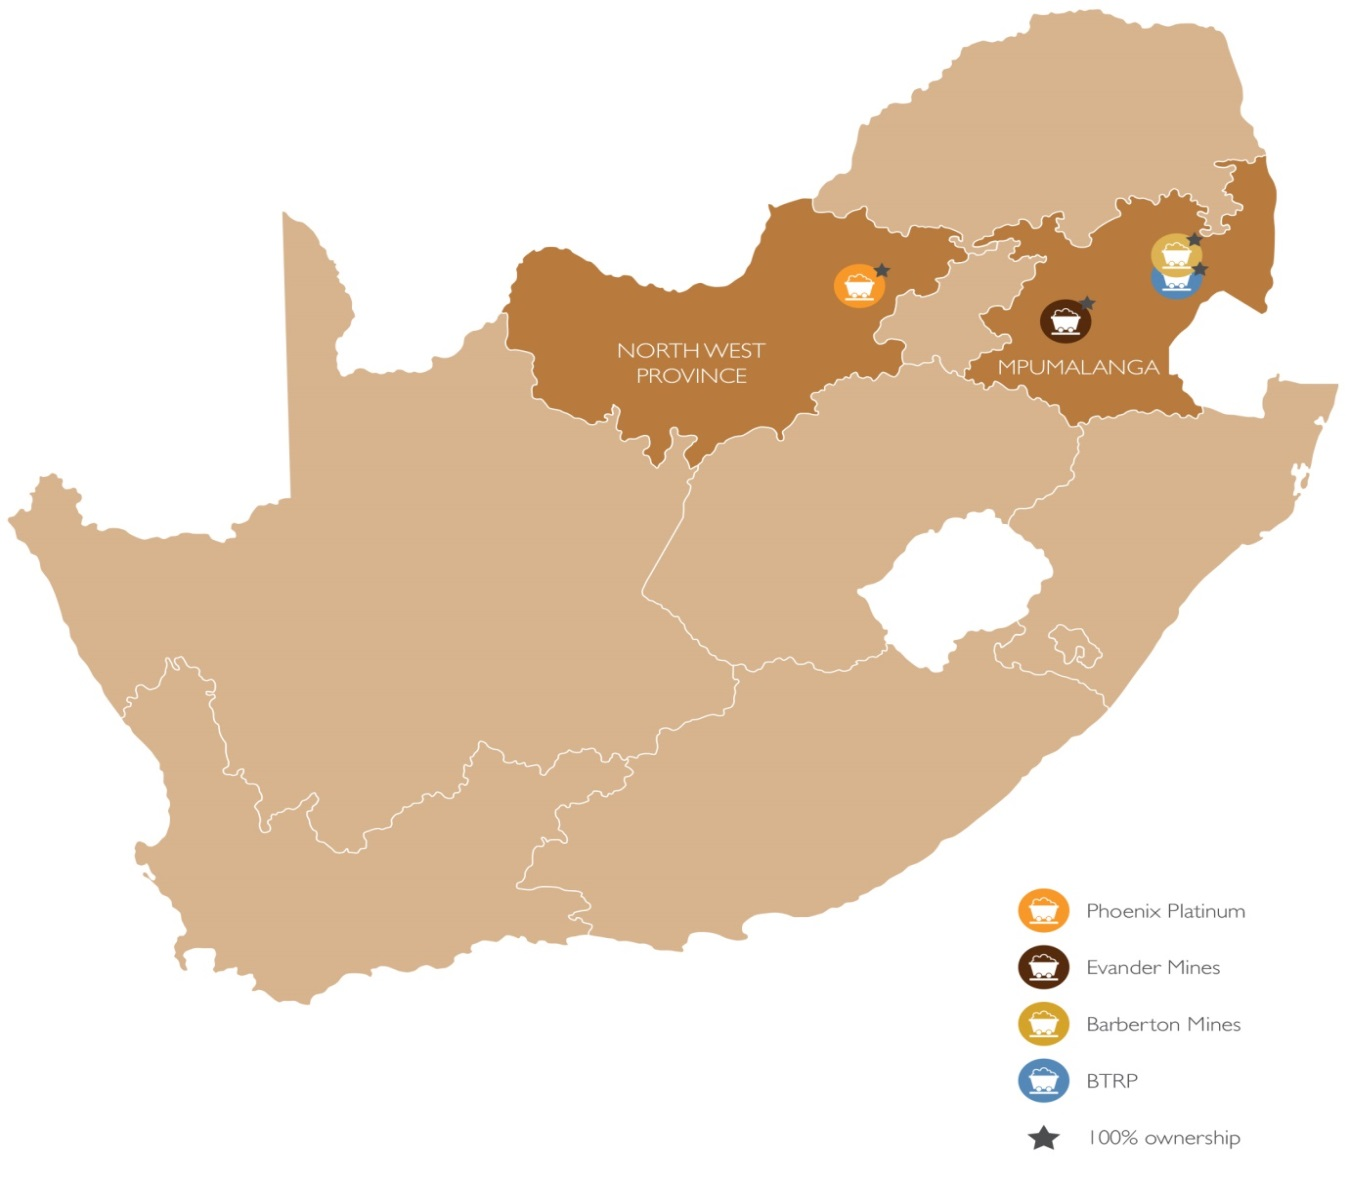 NORTH WEST
PROVINCE
MPUMALANGA
Phoenix Platinum
Evander Mines
Barberton Mines
BTRP
100% ownership